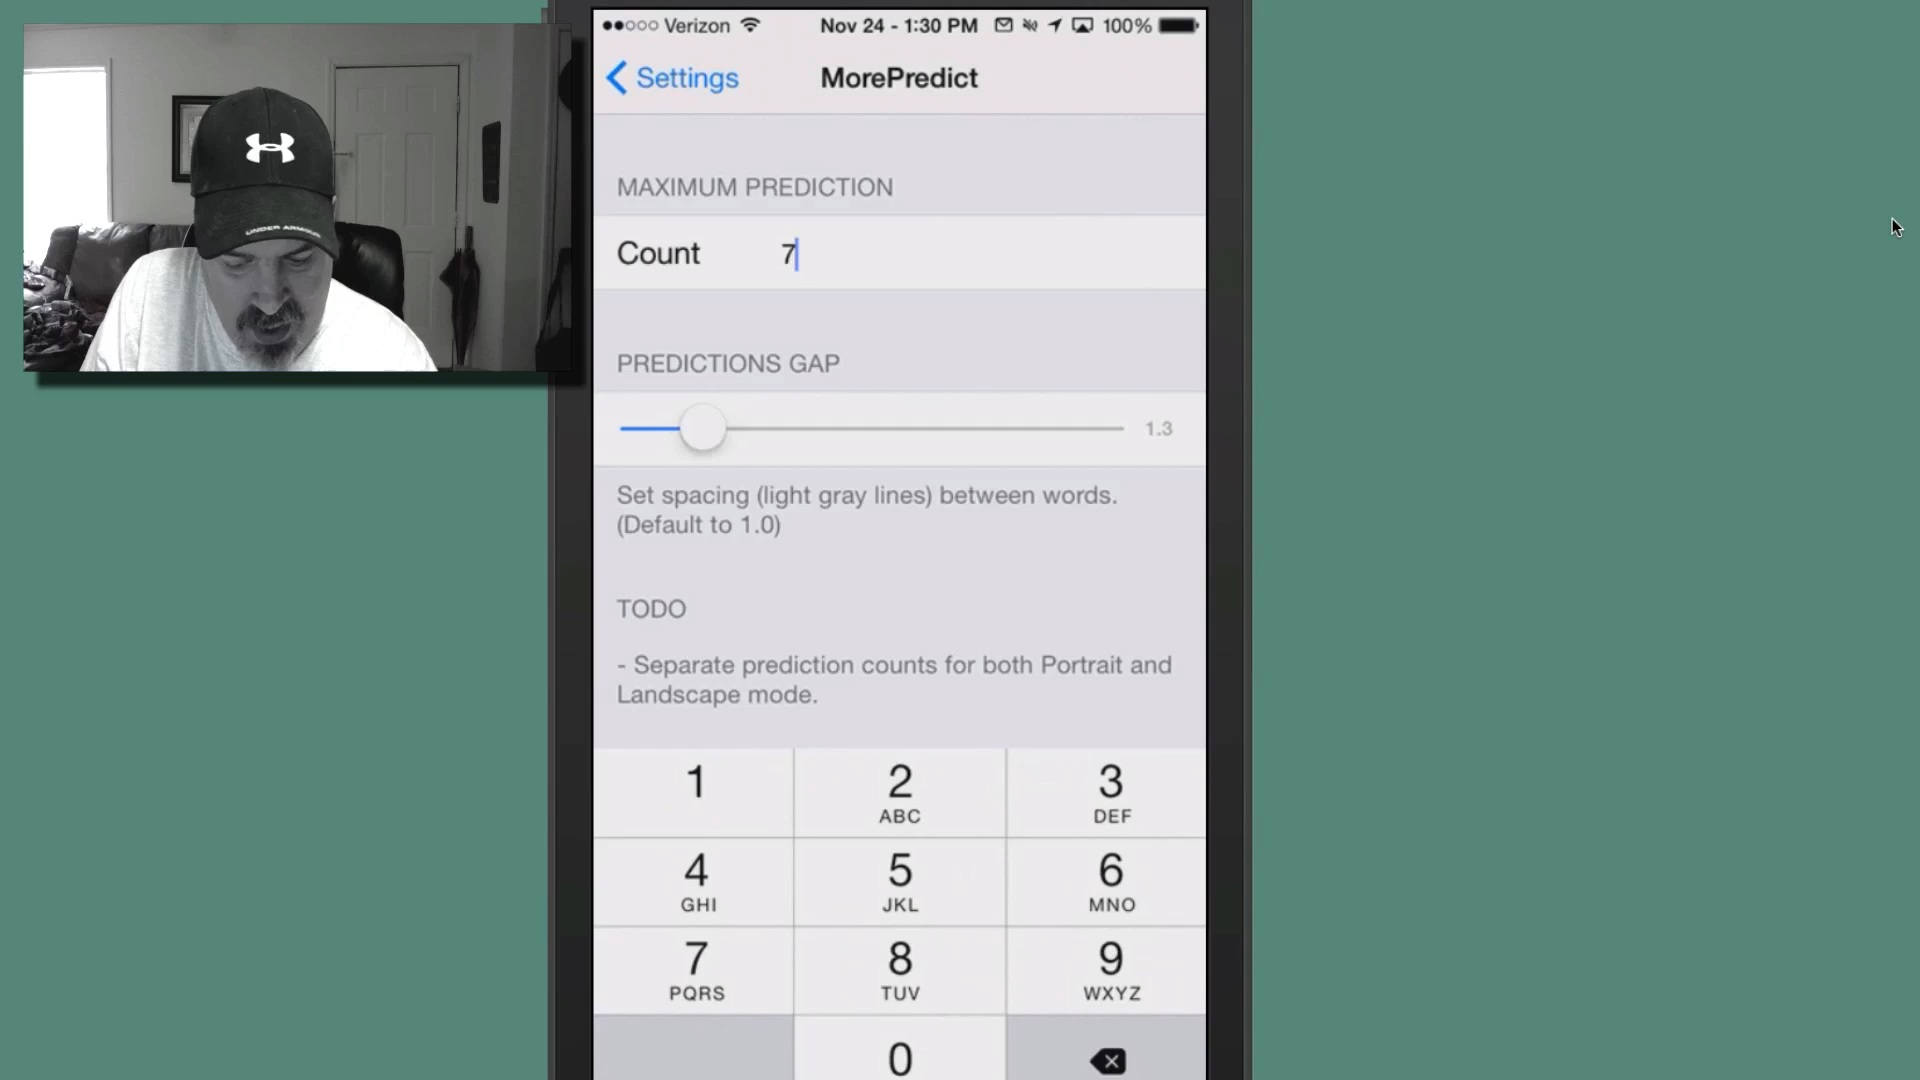 Verizon Nov 24 - 1:30 PM 100%
Settings MorePredict
MAXIMUM PREDICTION
Count 7
PREDICTIONS GAP
1.3
Set spacing (light gray lines) between words.
(Default to 1.0)
TODO
- Separate prediction counts for both Portrait and
Landscape mode.
1 2 3
ABC DEF
4 5 6
GHI JKL MNO
7 8 9
PQRS TUV WXYZ
0
UNDER ARMOUR